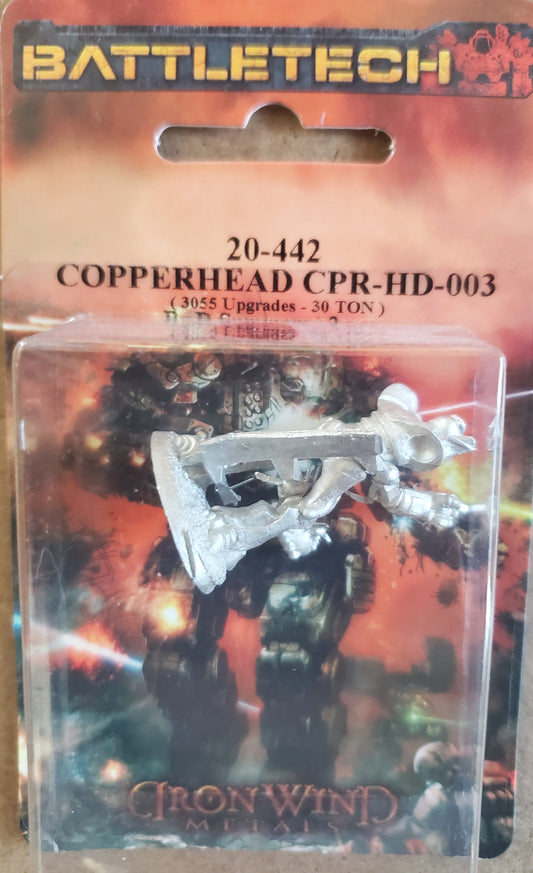 BATTLETECH
20-442
COPPERHEAD CPR-HD-003
( 3055 Upgrades - 30 TON )
IRON WIND
METALS